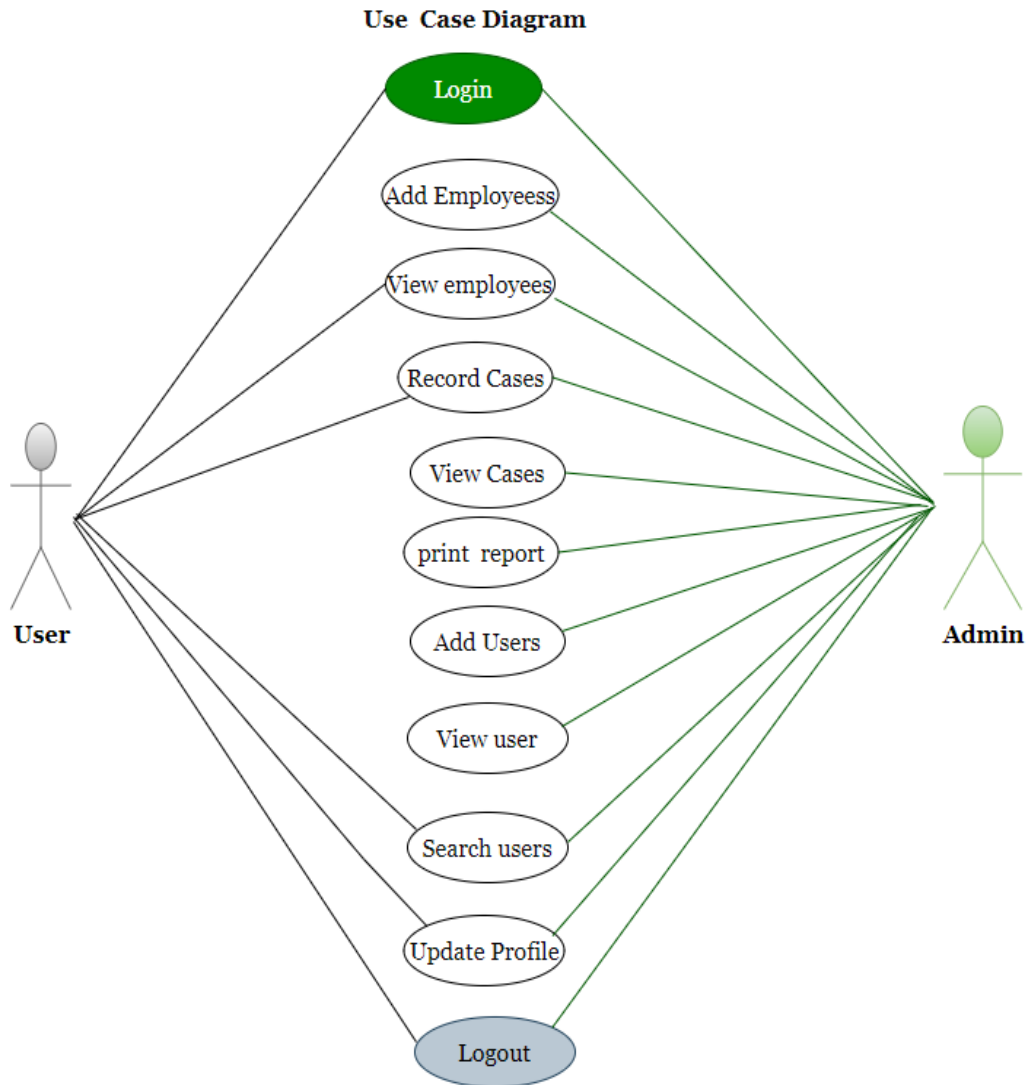 Use Case Diagram
Login
Add Employeess
View employees
Record Cases
View Cases
print report
User
Admin
Add Users
View user
Search users
Update Profile
Logout